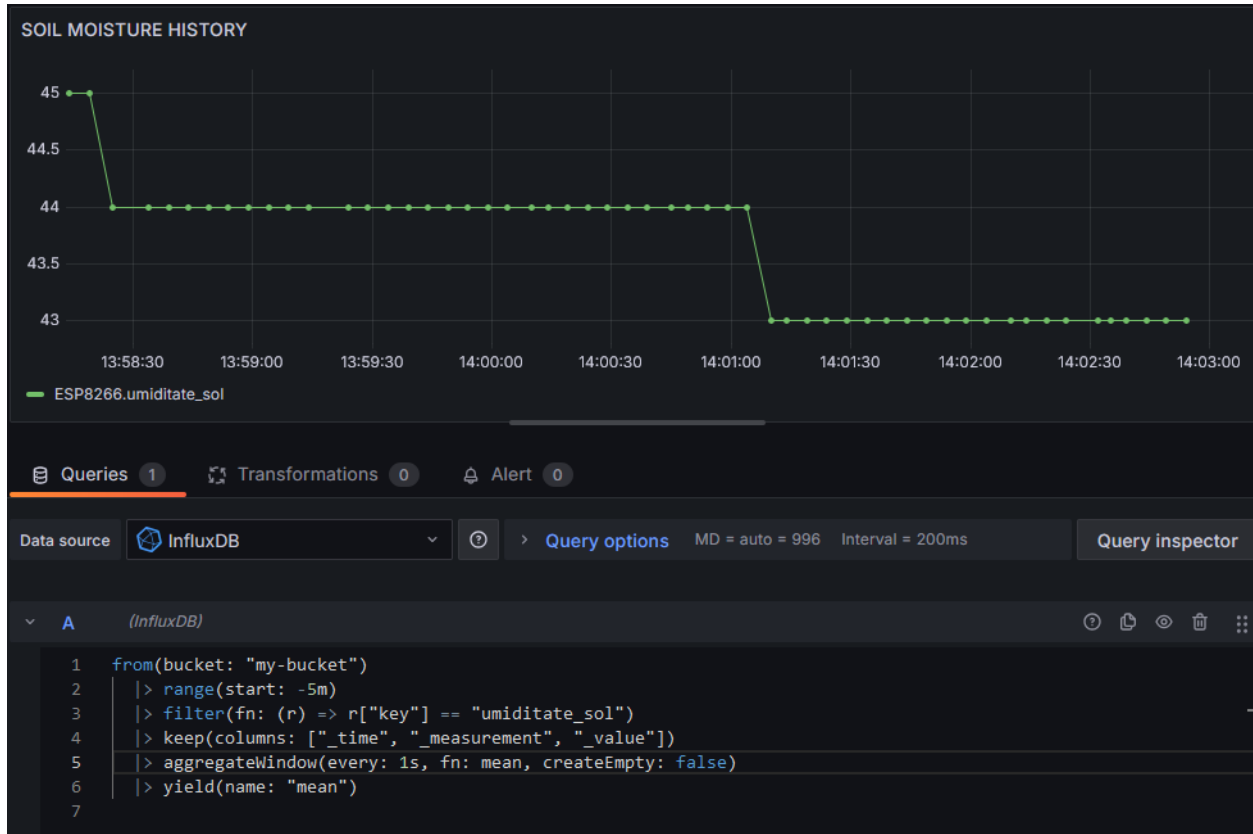 SOIL MOISTURE HISTORY
45
44.5
44
43.5
43
13:58:30 13:59:00 13:59:30 14:00:00 14:00:30 14:01:00 14:01:30 14:02:00 14:02:30 14:03:00
ESP8266.umiditate_sol
Queries 1 Transformations 0 Alert 0
Data source InfluxDB Query options MD = auto = 996 Interval = 200ms Query inspector
A (InfluxDB)
1 from(bucket: "my-bucket")
2 |> range(start: -5m)
3 |> filter(fn: (r) => r["key"] == "umiditate_sol")
4 |> keep(columns: ["_time", "_measurement", "_value"])
5 |> aggregateWindow(every: 1s, fn: mean, createEmpty: false)
6 |> yield(name: "mean")
7